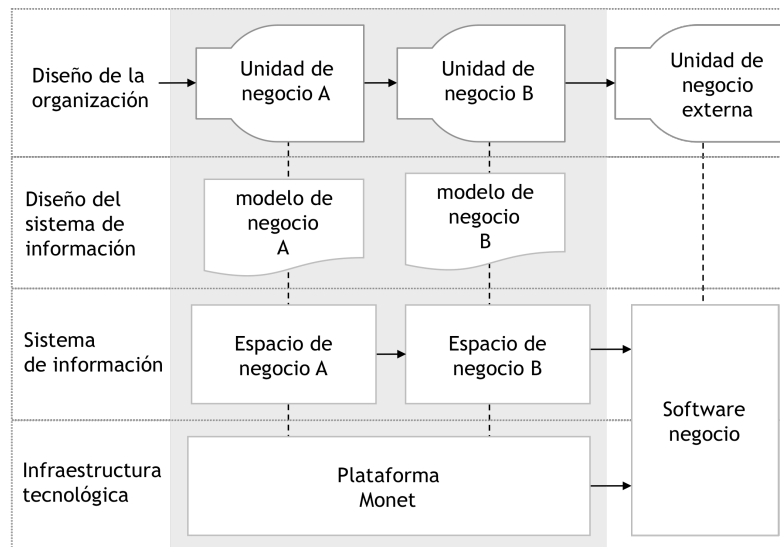 Diseño de la
organización
Unidad de
negocio A
Unidad de
negocio B
Unidad de
negocio
externa
Diseño del
sistema de
información
modelo de
negocio
A
modelo de
negocio
B
Sistema
de información
Espacio de
negocio A
Espacio de
negocio B
Software
negocio
Infraestructura
tecnológica
Plataforma
Monet